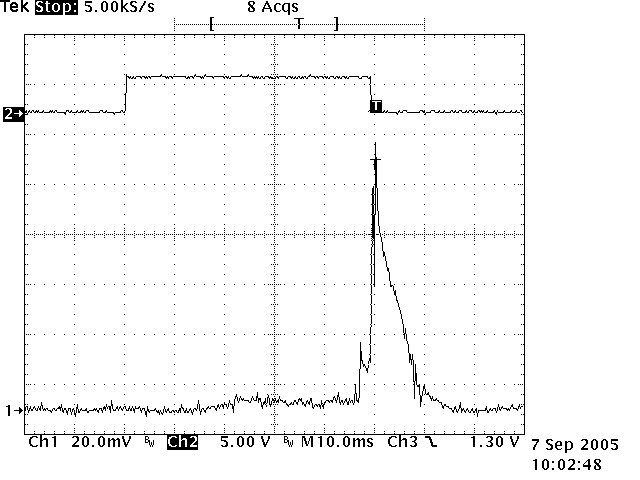 Tek Stop: 5.00kS/s 8 Acqs
[ T ]
2→
T
1→
Ch1 20.0mV BW Ch2 5.00 V BW M10.0ms Ch3 1.30 V
7 Sep 2005
10:02:48